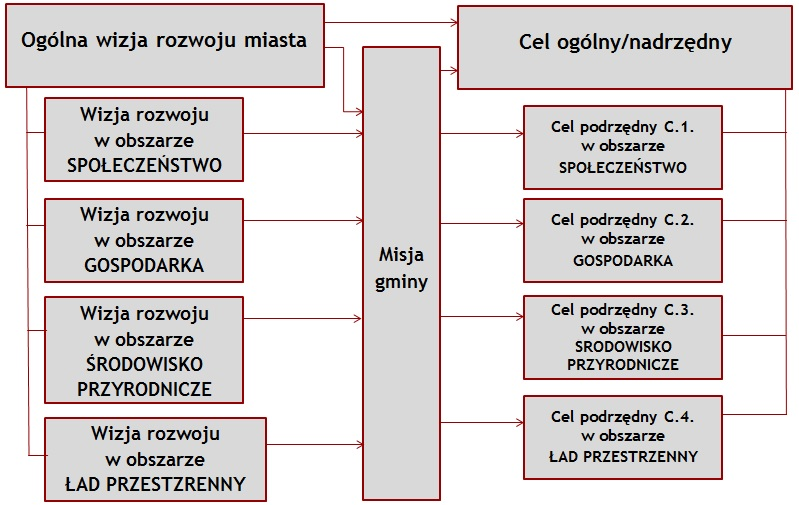 Ogólna wizja rozwoju miasta
Cel ogólny/nadrzędny
Wizja rozwoju
w obszarze
SPOŁECZEŃSTWO
Wizja rozwoju
w obszarze
GOSPODARKA
Wizja rozwoju
w obszarze
ŚRODOWISKO
PRZYRODNICZE
Wizja rozwoju
w obszarze
ŁAD PRZESTZRENNY
Misja
gminy
Cel podrzędny C.1.
w obszarze
SPOŁECZEŃSTWO
Cel podrzędny C.2.
w obszarze
GOSPODARKA
Cel podrzędny C.3.
w obszarze
SRODOWISKO
PRZYRODNICZE
Cel podrzędny C.4.
w obszarze
ŁAD PRZESTRZENNY